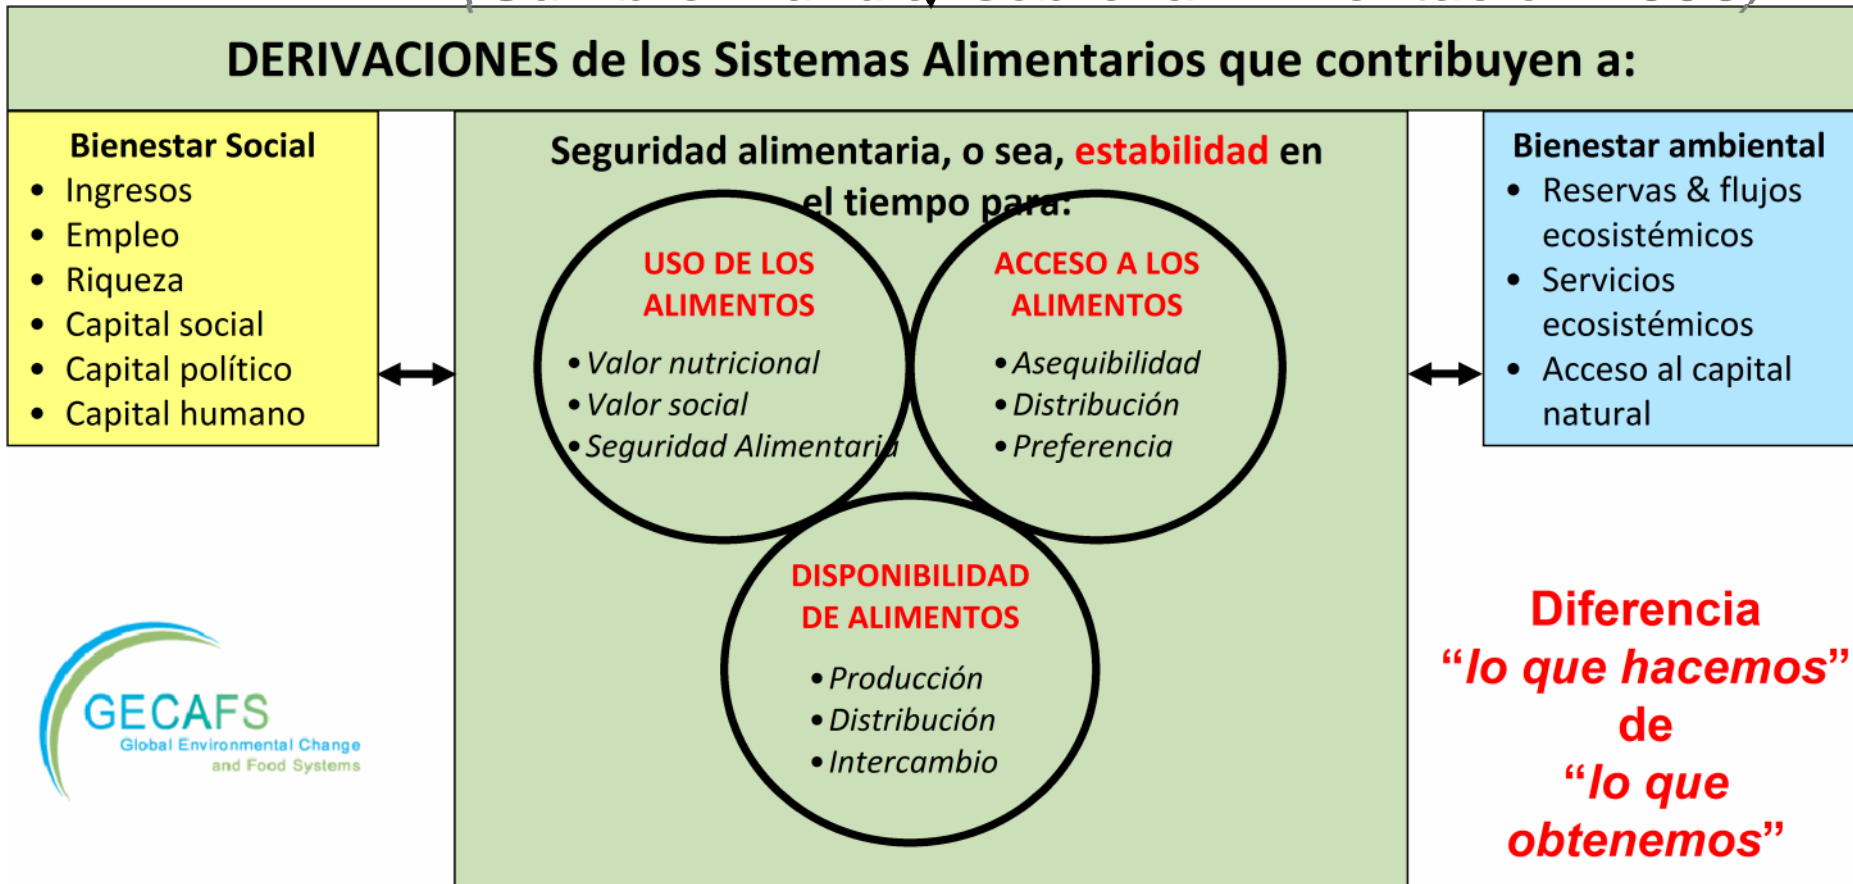 DERIVACIONES de los Sistemas Alimentarios que contribuyen a:
Bienestar Social
• Ingresos
• Empleo
• Riqueza
• Capital social
• Capital político
• Capital humano
Seguridad alimentaria, o sea, estabilidad en
el tiempo para:
USO DE LOS
ALIMENTOS
• Valor nutricional
• Valor social
• Seguridad Alimentaria
ACCESO A LOS
ALIMENTOS
• Asequibilidad
• Distribución
• Preferencia
DISPONIBILIDAD
DE ALIMENTOS
• Producción
• Distribución
• Intercambio
Bienestar ambiental
• Reservas & flujos
ecosistémicos
• Servicios
ecosistémicos
• Acceso al capital
natural
GECAFS
Global Environmental Change
and Food Systems
Diferencia
“lo que hacemos”
de
“lo que
obtenemos”